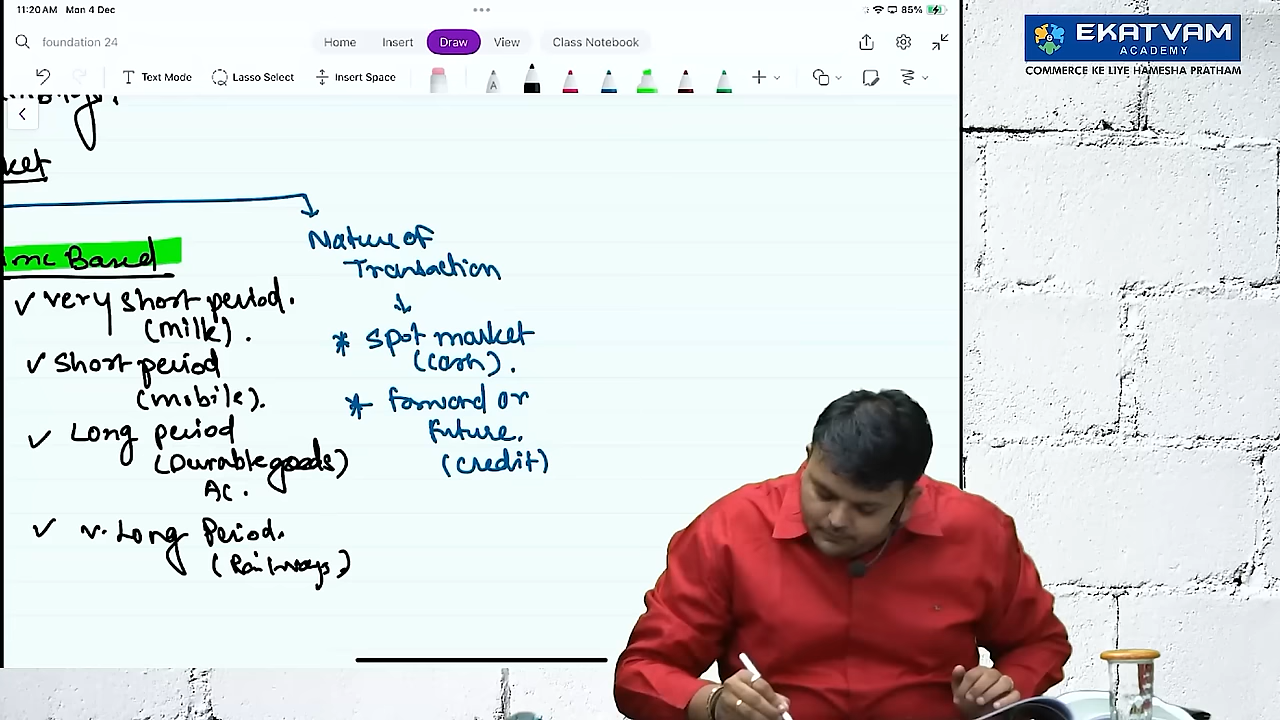 11:20 AM Mon 4 Dec
85%
foundation 24
Home Insert Draw View Class Notebook
Text Mode Lasso Select Insert Space
EKATVAM
ACADEMY
COMMERCE KE LIYE HAMESHA PRATHAM
ket
Based
✓ very short period.
(milk).
✓ Short period
(mobile).
✓ Long period
(Durable goods)
AC.
✓ v. Long Period.
(Railways)
Nature of
Transaction
* spot market
(cash).
* forward or
future.
(credit)